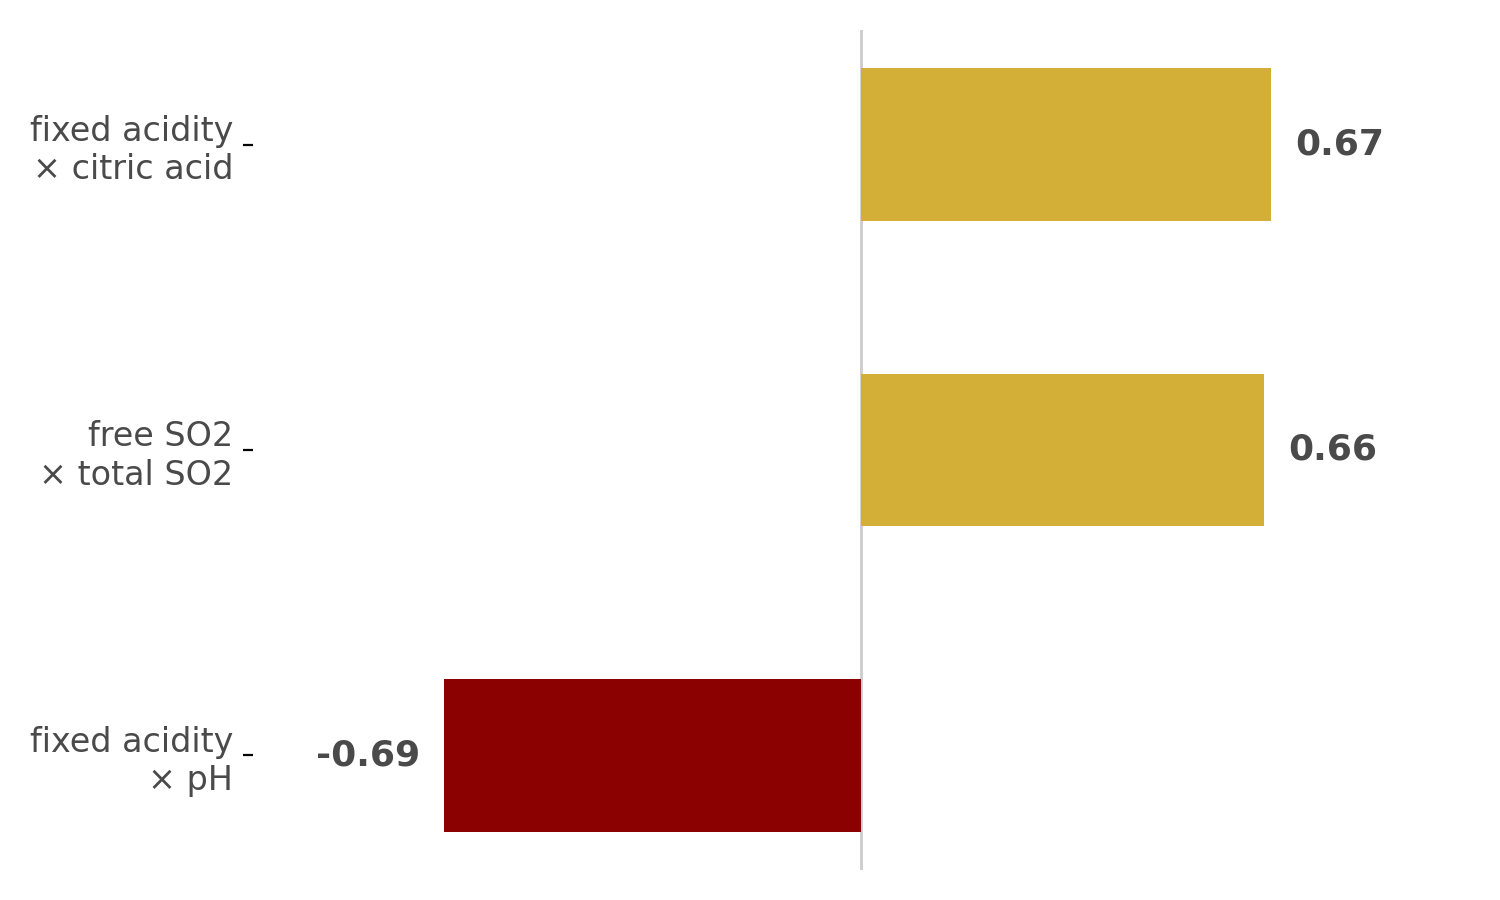 fixed acidity
× citric acid
0.67
free SO2
× total SO2
0.66
fixed acidity
× pH
-0.69